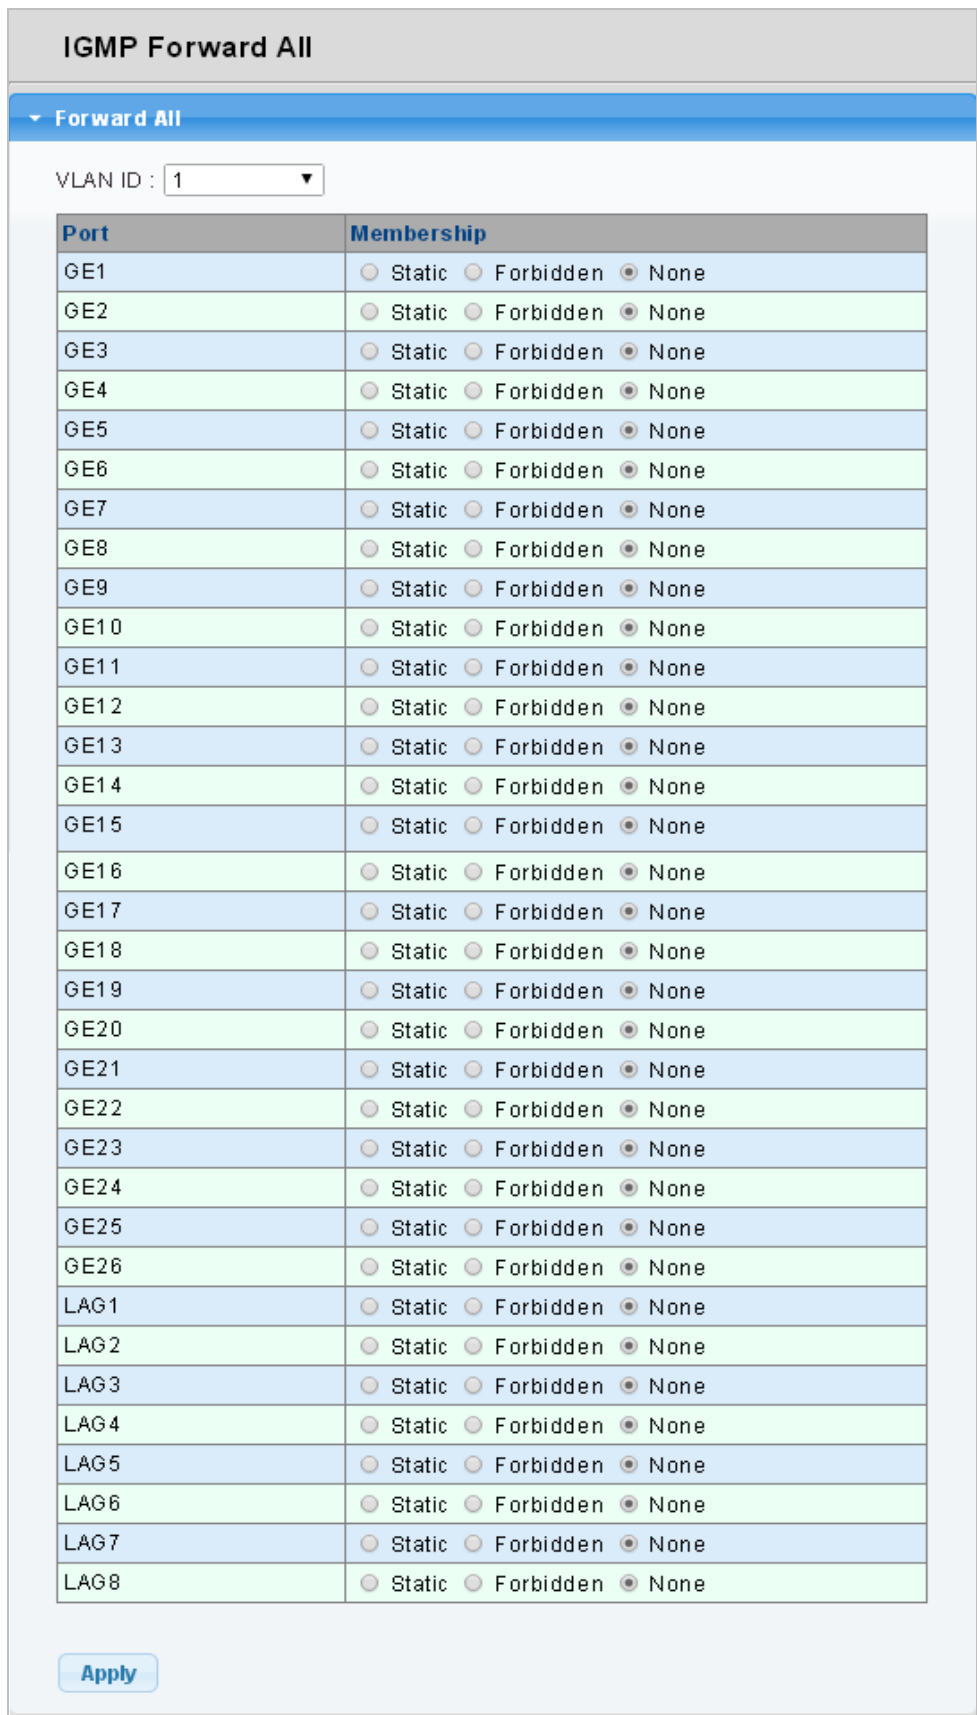 IGMP Forward All
Forward All
VLAN ID : 1
Port Membership
GE1 Static Forbidden None
GE2 Static Forbidden None
GE3 Static Forbidden None
GE4 Static Forbidden None
GE5 Static Forbidden None
GE6 Static Forbidden None
GE7 Static Forbidden None
GE8 Static Forbidden None
GE9 Static Forbidden None
GE10 Static Forbidden None
GE11 Static Forbidden None
GE12 Static Forbidden None
GE13 Static Forbidden None
GE14 Static Forbidden None
GE15 Static Forbidden None
GE16 Static Forbidden None
GE17 Static Forbidden None
GE18 Static Forbidden None
GE19 Static Forbidden None
GE20 Static Forbidden None
GE21 Static Forbidden None
GE22 Static Forbidden None
GE23 Static Forbidden None
GE24 Static Forbidden None
GE25 Static Forbidden None
GE26 Static Forbidden None
LAG1 Static Forbidden None
LAG2 Static Forbidden None
LAG3 Static Forbidden None
LAG4 Static Forbidden None
LAG5 Static Forbidden None
LAG6 Static Forbidden None
LAG7 Static Forbidden None
LAG8 Static Forbidden None
Apply